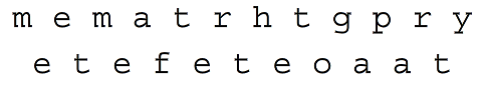 m e m a t r h t g p r y
e t e f e t e o a a t